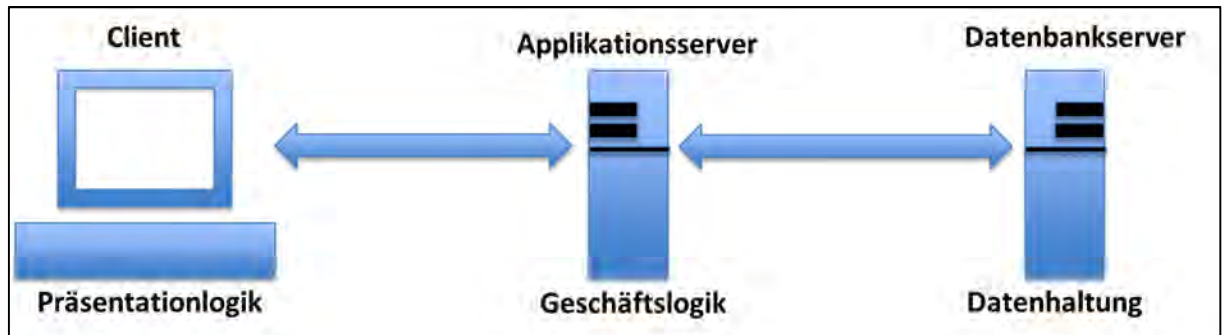 Client
Applikationsserver
Datenbankserver
Präsentationlogik
Geschäftslogik
Datenhaltung